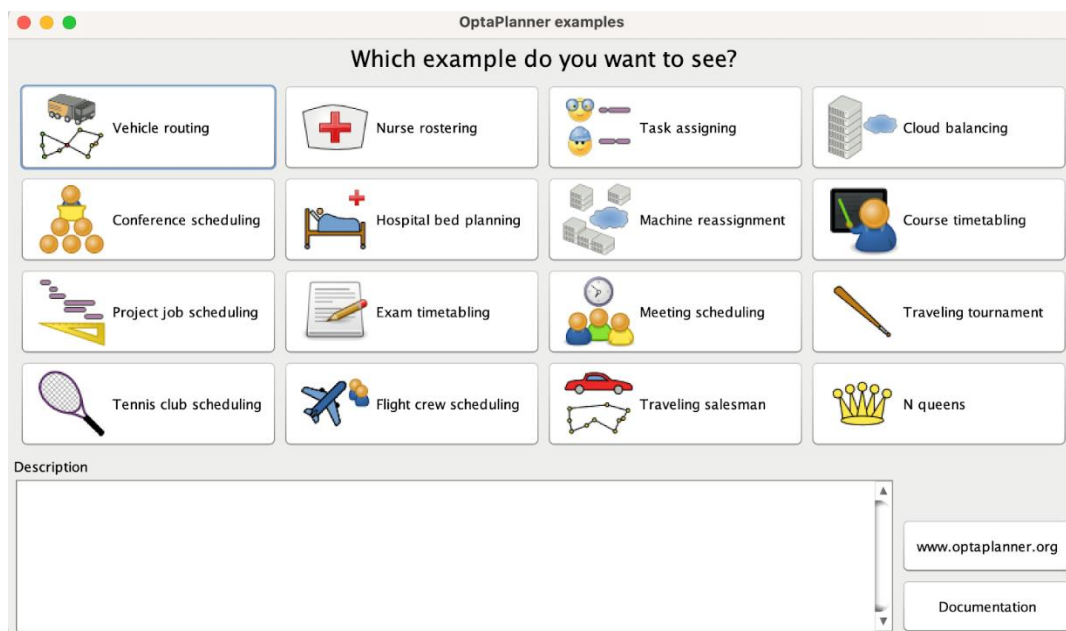 OptaPlanner examples
Which example do you want to see?
Vehicle routing
Nurse rostering
Task assigning
Cloud balancing
Conference scheduling
Hospital bed planning
Machine reassignment
Course timetabling
Project job scheduling
Exam timetabling
Meeting scheduling
Traveling tournament
Tennis club scheduling
Flight crew scheduling
Traveling salesman
N queens
Description
www.optaplanner.org
Documentation